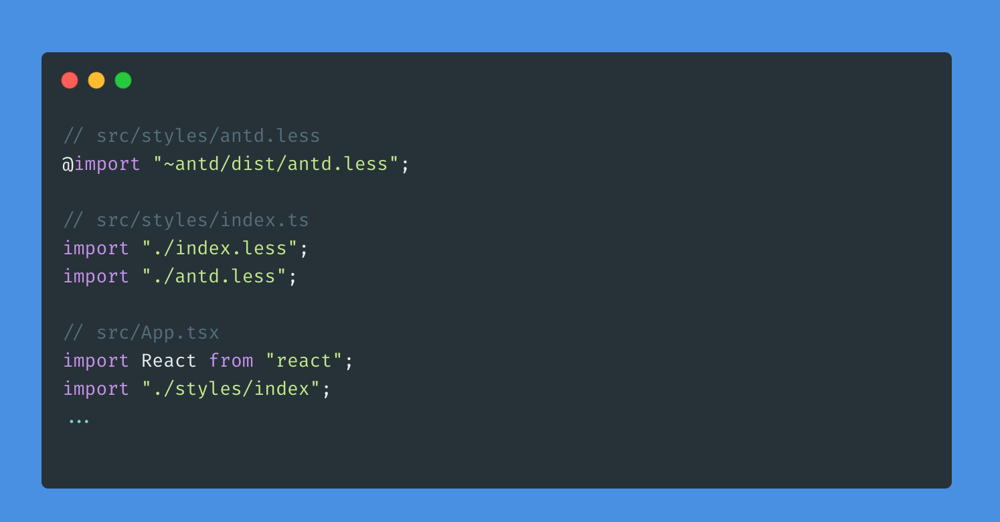 // src/styles/antd.less
@import "~antd/dist/antd.less";
// src/styles/index.ts
import "./index.less";
import "./antd.less";
// src/App.tsx
import React from "react";
import "./styles/index";
...